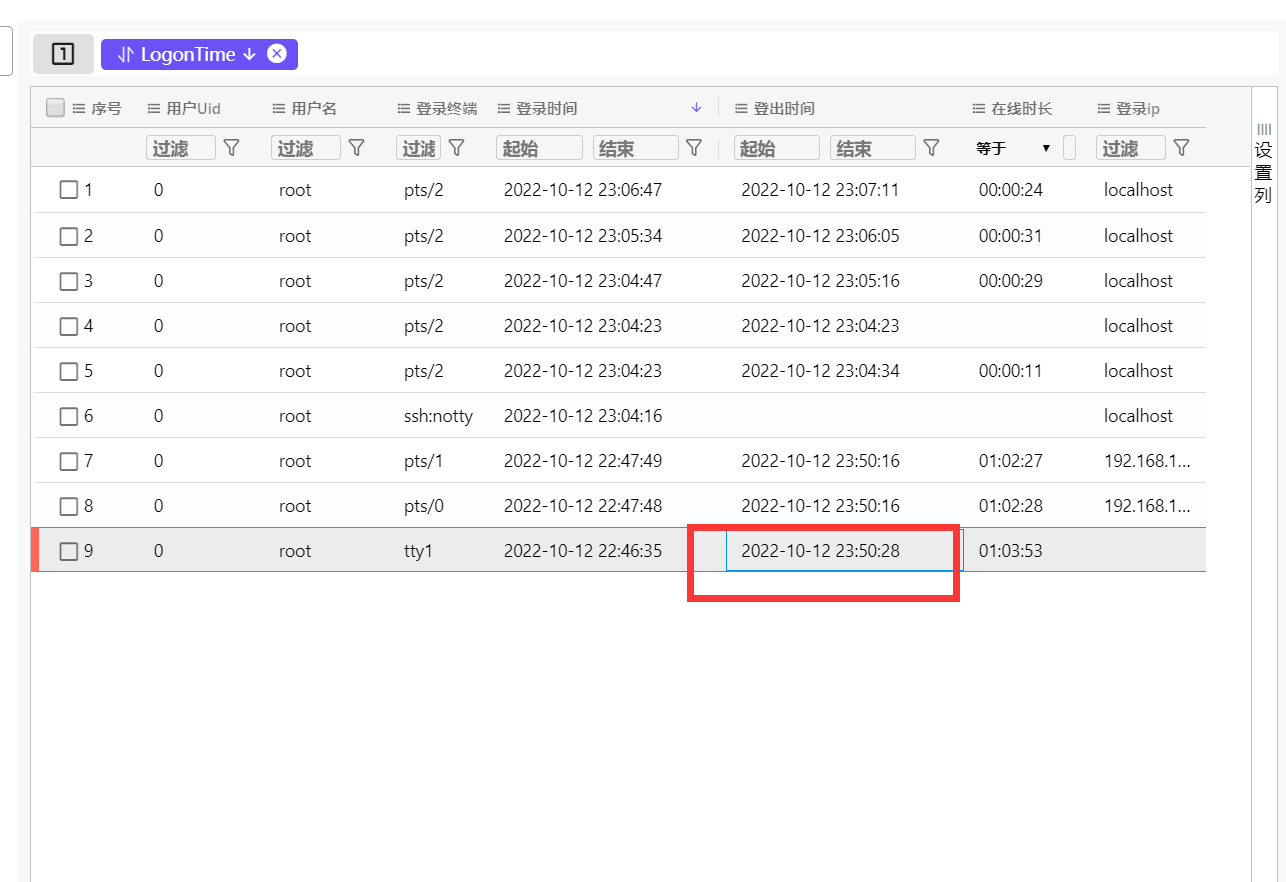 1 LogonTime
序号 用户Uid 用户名 登录终端 登录时间 登出时间 在线时长 登录ip
过滤 过滤 过滤 起始 结束 起始 结束 等于 过滤
1 0 root pts/2 2022-10-12 23:06:47 2022-10-12 23:07:11 00:00:24 localhost
2 0 root pts/2 2022-10-12 23:05:34 2022-10-12 23:06:05 00:00:31 localhost
3 0 root pts/2 2022-10-12 23:04:47 2022-10-12 23:05:16 00:00:29 localhost
4 0 root pts/2 2022-10-12 23:04:23 2022-10-12 23:04:23 localhost
5 0 root pts/2 2022-10-12 23:04:23 2022-10-12 23:04:34 00:00:11 localhost
6 0 root ssh:notty 2022-10-12 23:04:16 localhost
7 0 root pts/1 2022-10-12 22:47:49 2022-10-12 23:50:16 01:02:27 192.168.1...
8 0 root pts/0 2022-10-12 22:47:48 2022-10-12 23:50:16 01:02:28 192.168.1...
9 0 root tty1 2022-10-12 22:46:35 2022-10-12 23:50:28 01:03:53
设置列